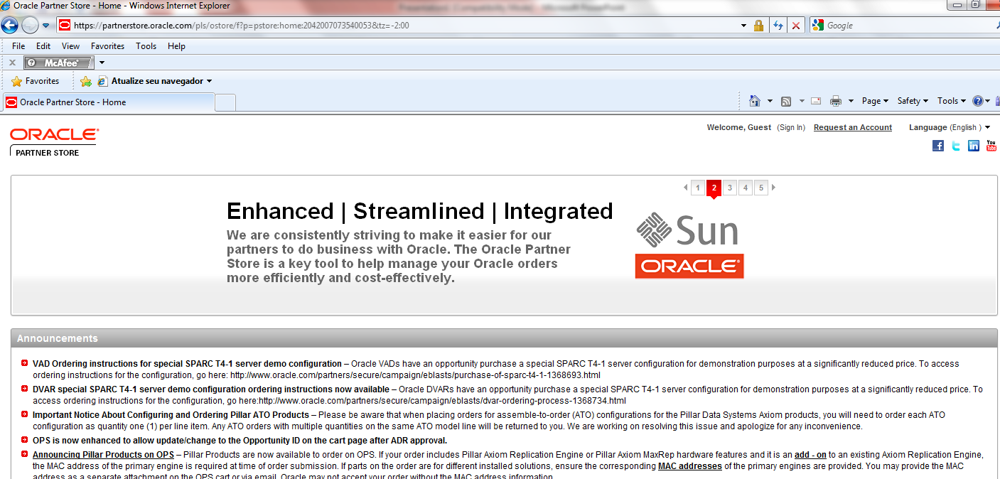 Oracle Partner Store - Home - Windows Internet Explorer
https://partnerstore.oracle.com/pls/ostore/f?p=pstore:home:2042007073540053&tz=-2:00
Google
File Edit View Favorites Tools Help
x McAfee
Favorites Atualize seu navegador
Oracle Partner Store - Home
Page Safety Tools
ORACLE
PARTNER STORE
Welcome, Guest (Sign In) Request an Account Language (English )
You Tube
1 2 3 4 5
Enhanced | Streamlined | Integrated
We are consistently striving to make it easier for our
partners to do business with Oracle. The Oracle Partner
Store is a key tool to help manage your Oracle orders
more efficiently and cost-effectively.
Sun
ORACLE
Announcements
VAD Ordering instructions for special SPARC T4-1 server demo configuration – Oracle VADs have an opportunity purchase a special SPARC T4-1 server configuration for demonstration purposes at a significantly reduced price. To access
ordering instructions for the configuration, go here: http://www.oracle.com/partners/secure/campaign/eblasts/purchase-of-sparc-t4-1-1368693.html
DVAR special SPARC T4-1 server demo configuration ordering instructions now available – Oracle DVARs have an opportunity purchase a special SPARC T4-1 server configuration for demonstration purposes at a significantly reduced price. To
access ordering instructions for the configuration, go here:http://www.oracle.com/partners/secure/campaign/eblasts/dvar-ordering-process-1368734.html
Important Notice About Configuring and Ordering Pillar ATO Products – Please be aware that when placing orders for assemble-to-order (ATO) configurations for the Pillar Data Systems Axiom products, you will need to order each ATO
configuration as quantity one (1) per line item. Any ATO orders with multiple quantities on the same ATO model line will be returned to you. We are working on resolving this issue and apologize for any inconvenience.
OPS is now enhanced to allow update/change to the Opportunity ID on the cart page after ADR approval.
Announcing Pillar Products on OPS – Pillar Products are now available to order on OPS. If your order includes Pillar Axiom Replication Engine or Pillar Axiom MaxRep hardware features and it is an add - on to an existing Axiom Replication Engine,
the MAC address of the primary engine is required at time of order submission. If parts on the order are for different installed solutions, ensure the corresponding MAC addresses of the primary engines are provided. You may provide the MAC
address as a separate attachment on the OPS cart or via email. Oracle may not accept your order without the MAC address information.